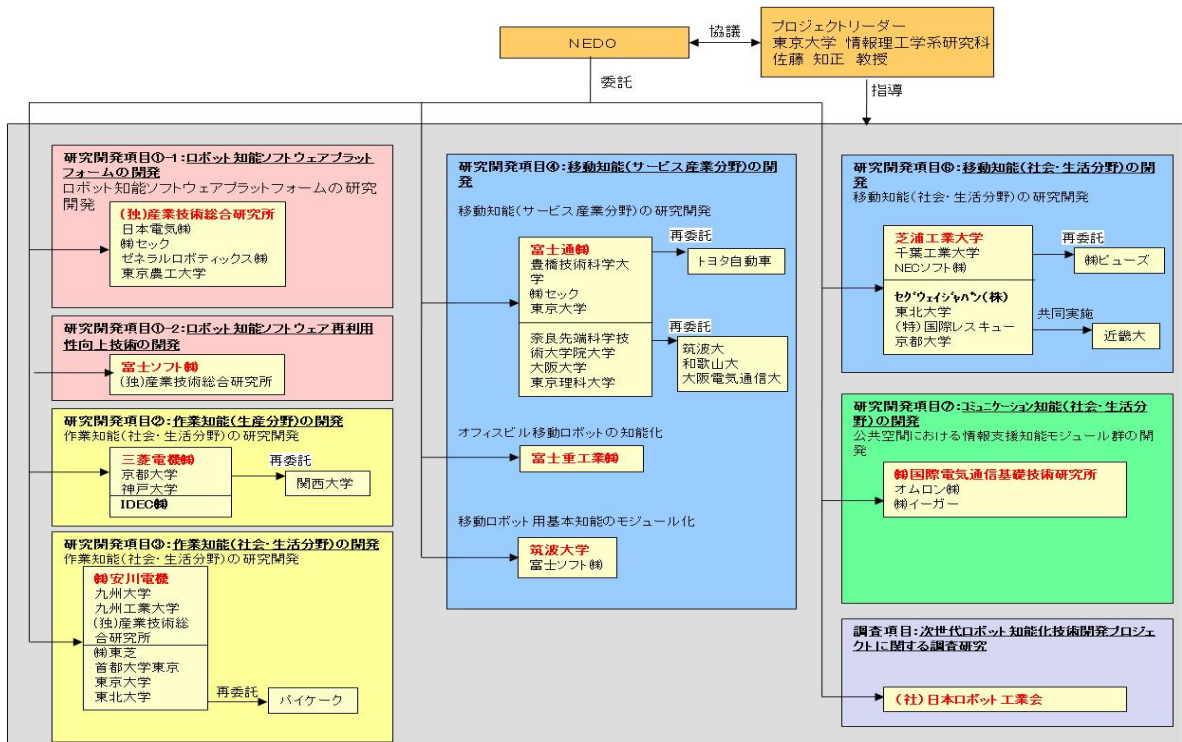 NEDO
協議
プロジェクトリーダー
東京大学 情報理工学系研究科
佐藤 知正 教授
委託
指導
研究開発項目①-1:ロボット知能ソフトウェアプラット
フォームの開発
ロボット知能ソフトウェアプラットフォームの研究
開発
(独)産業技術総合研究所
日本電気㈱
㈱セック
ゼネラルロボティックス㈱
東京農工大学
研究開発項目①-2:ロボット知能ソフトウェア再利用
性向上技術の開発
富士ソフト㈱
(独)産業技術総合研究所
研究開発項目②:作業知能(生産分野)の開発
作業知能(社会・生活分野)の研究開発
三菱電機㈱
京都大学
神戸大学
IDEC㈱
再委託
関西大学
研究開発項目③:作業知能(社会・生活分野)の開発
作業知能(社会・生活分野)の研究開発
㈱安川電機
九州大学
九州工業大学
(独)産業技術総
合研究所
㈱東芝
首都大学東京
東京大学
東北大学
再委託
バイケーク
研究開発項目④:移動知能(サービス産業分野)の開
発
移動知能(サービス産業分野)の研究開発
富士通㈱
豊橋技術科学大
学
㈱セック
東京大学
再委託
トヨタ自動車
奈良先端科学技
術大学院大学
大阪大学
東京理科大学
再委託
筑波大
和歌山大
大阪電気通信大
オフィスビル移動ロボットの知能化
富士重工業㈱
移動ロボット用基本知能のモジュール化
筑波大学
富士ソフト㈱
研究開発項目⑥:移動知能(社会・生活分野)の開
発
移動知能(社会・生活分野)の研究開発
芝浦工業大学
千葉工業大学
NECソフト㈱
再委託
㈱ビューズ
セグウェイジャパン(株)
東北大学
(特)国際レスキュー
京都大学
共同実施
近畿大
研究開発項目⑦:コミュニケーション知能(社会・生活分
野)の開発
公共空間における情報支援知能モジュール群の開
発
㈱国際電気通信基礎技術研究所
オムロン㈱
㈱イーガー
調査項目:次世代ロボット知能化技術開発プロジェ
クトに関する調査研究
(社)日本ロボット工業会